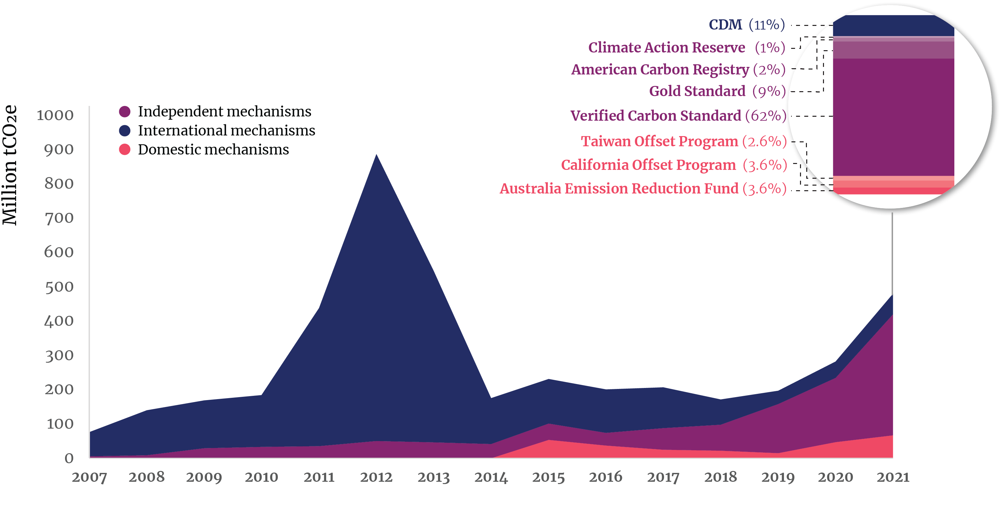 CDM (11%)
Climate Action Reserve (1%)
American Carbon Registry (2%)
Gold Standard (9%)
Verified Carbon Standard (62%)
Taiwan Offset Program (2.6%)
California Offset Program (3.6%)
Australia Emission Reduction Fund (3.6%)
Independent mechanisms
International mechanisms
Domestic mechanisms
Million tCO2e
1000
900
800
700
600
500
400
300
200
100
0
2007 2008 2009 2010 2011 2012 2013 2014 2015 2016 2017 2018 2019 2020 2021